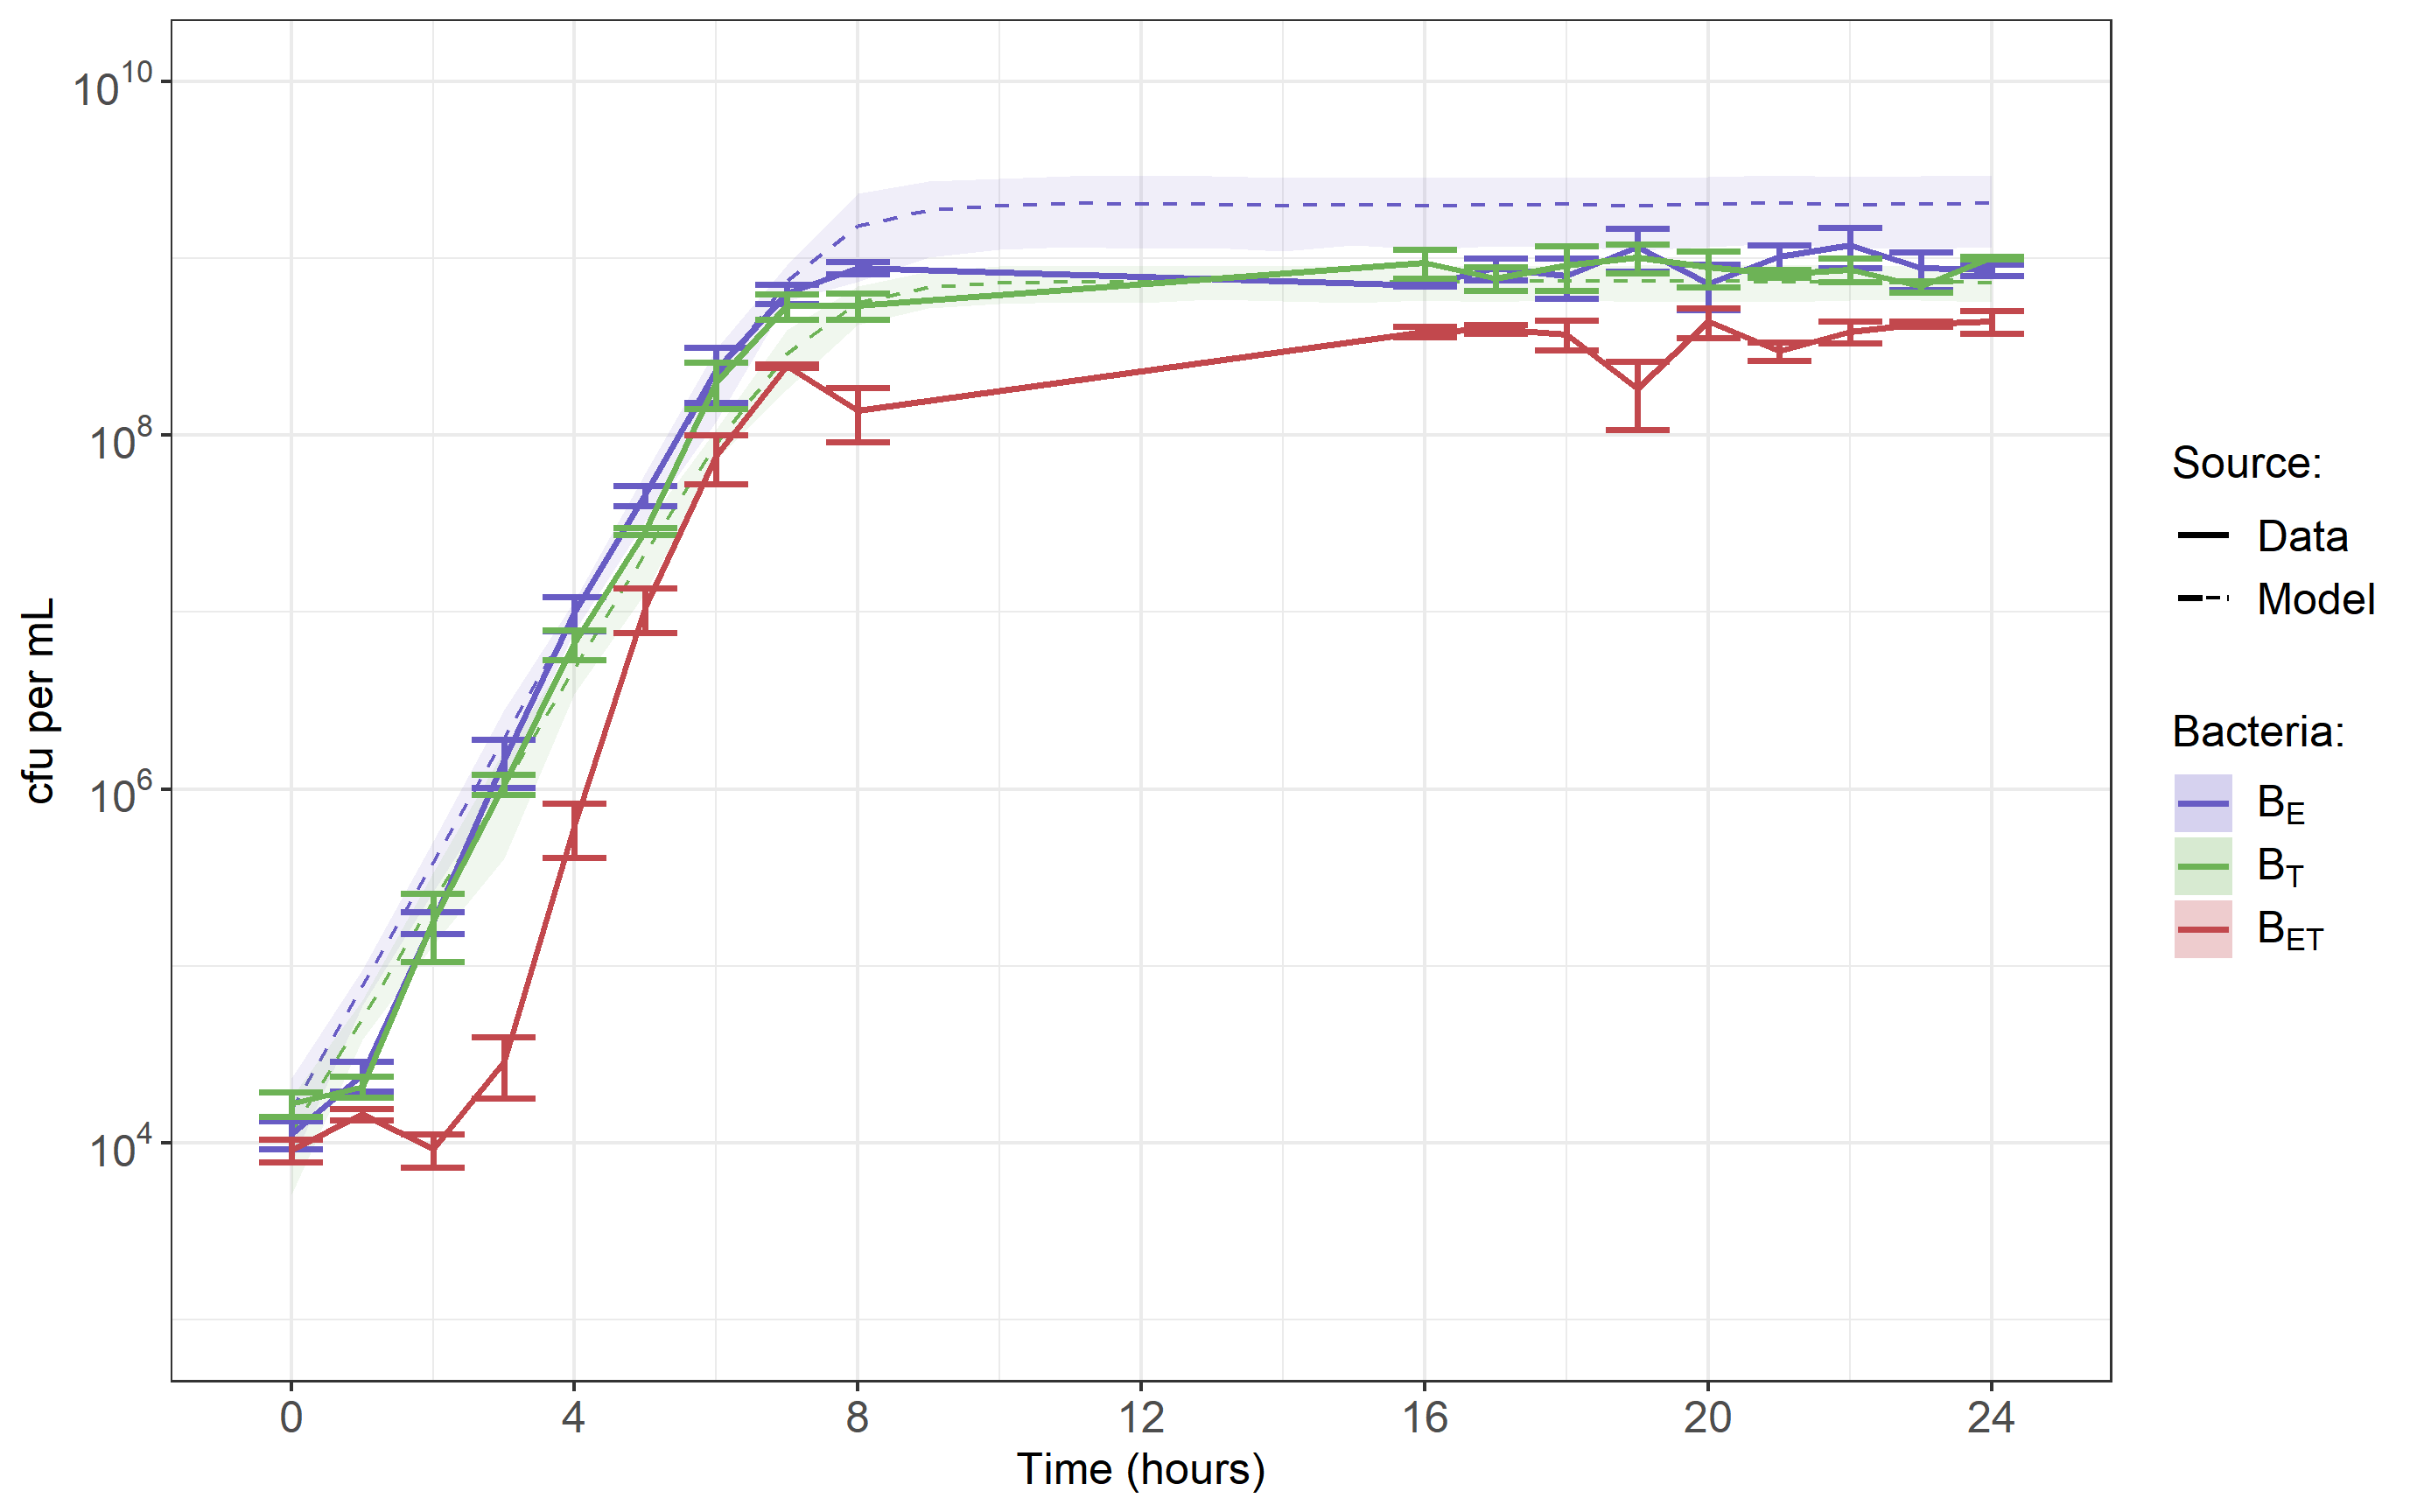 10^10
10^8
10^6
10^4
cfu per mL
0 4 8 12 16 20 24
Time (hours)
Source:
Data
Model
Bacteria:
B_E
B_T
B_ET